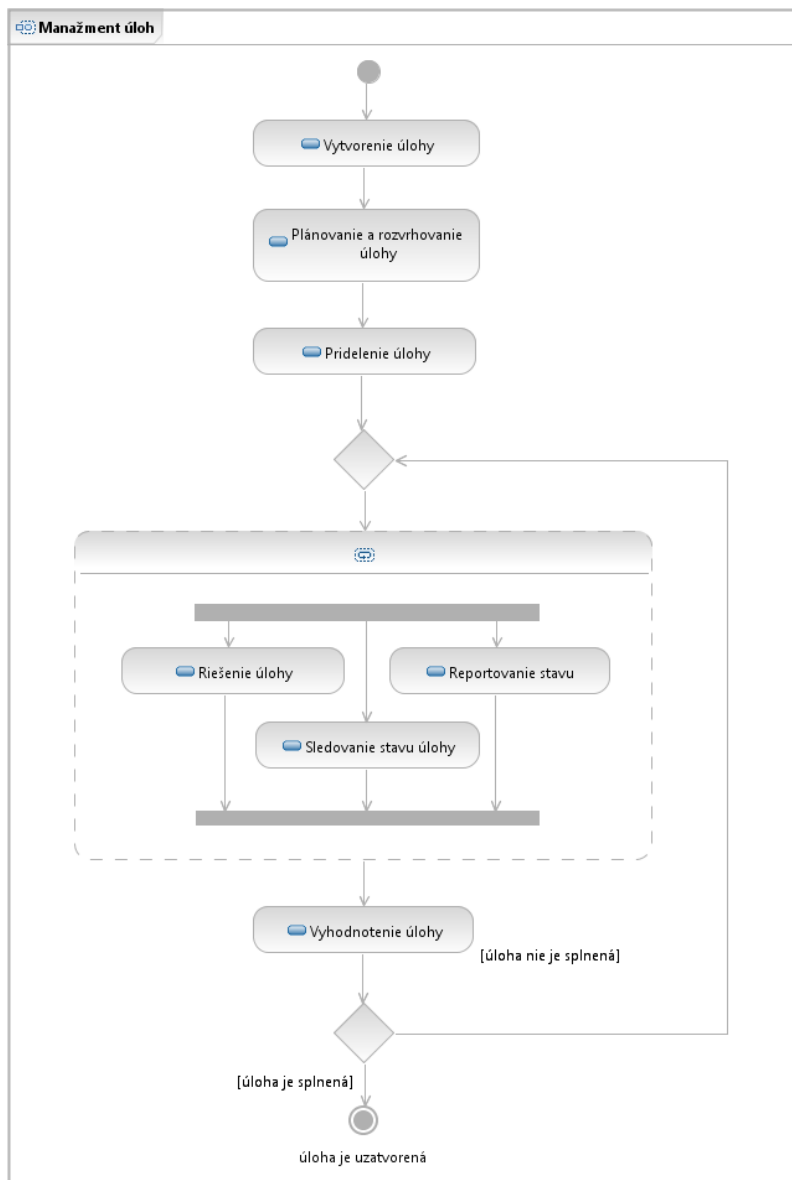 Manažment úloh
Vytvorenie úlohy
Plánovanie a rozvrhovanie
úlohy
Pridelenie úlohy
Riešenie úlohy
Reportovanie stavu
Sledovanie stavu úlohy
Vyhodnotenie úlohy
[úloha nie je splnená]
[úloha je splnená]
úloha je uzatvorená